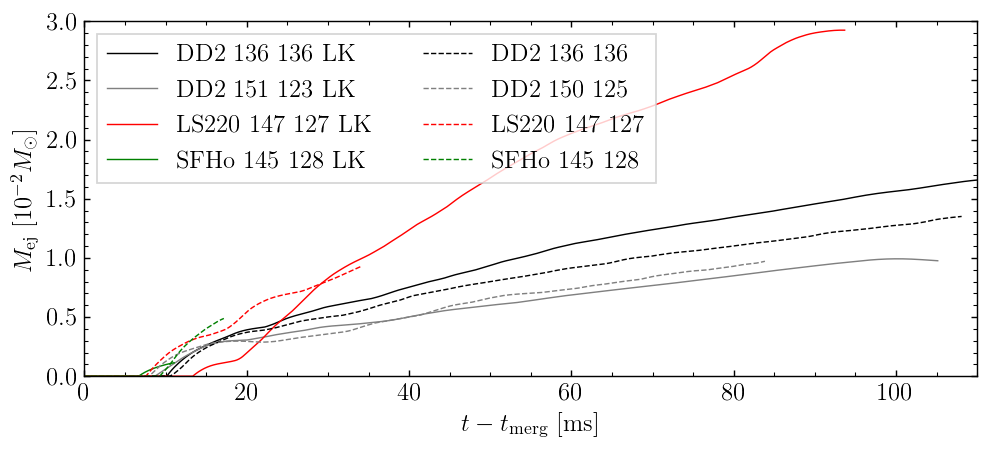 3.0
2.5
2.0
1.5
1.0
0.5
0.0
M_ej [10^−2 M_⊙]
DD2 136 136 LK
DD2 151 123 LK
LS220 147 127 LK
SFHo 145 128 LK
DD2 136 136
DD2 150 125
LS220 147 127
SFHo 145 128
0 20 40 60 80 100
t − t_merg [ms]